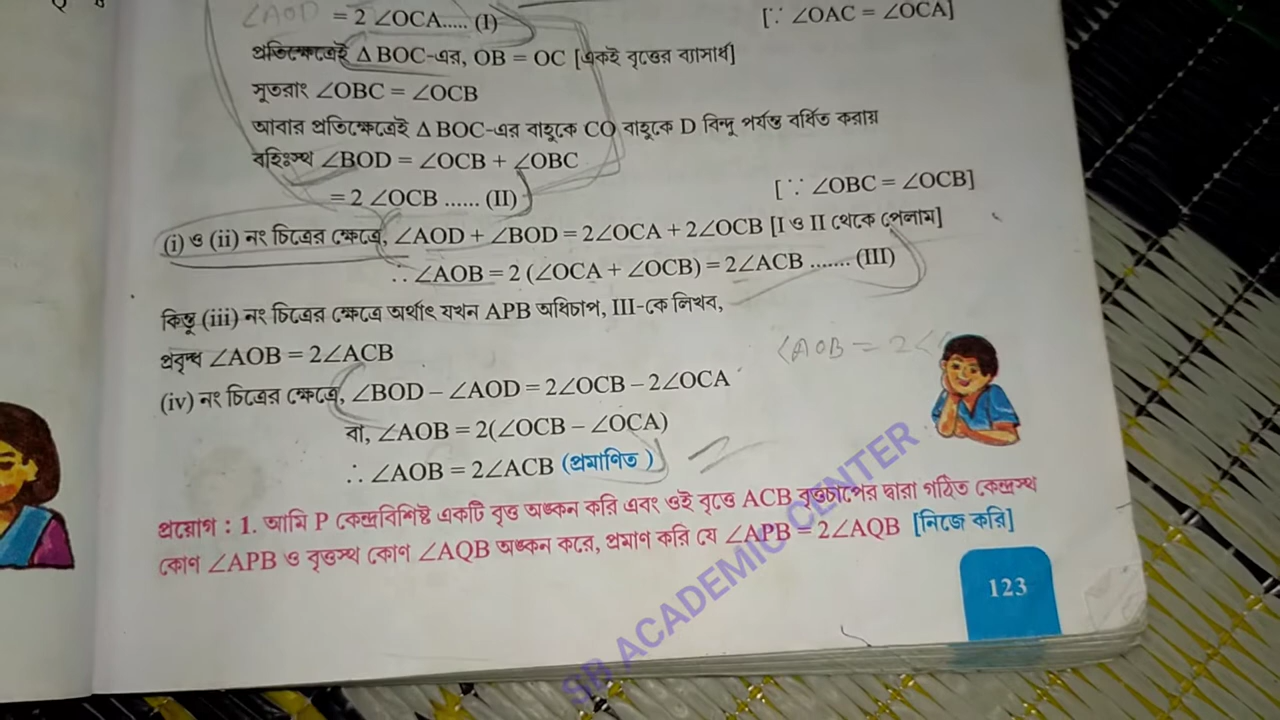 ∠AOD = 2 ∠OCA..... (I) [∵ ∠OAC = ∠OCA]
প্রতিক্ষেত্রেই Δ BOC-এর, OB = OC [একই বৃত্তের ব্যাসার্ধ]
সুতরাং ∠OBC = ∠OCB
আবার প্রতিক্ষেত্রেই Δ BOC-এর বাহুকে CO বাহুকে D বিন্দু পর্যন্ত বর্ধিত করায়
বহিঃস্থ ∠BOD = ∠OCB + ∠OBC
= 2 ∠OCB ...... (II) [∵ ∠OBC = ∠OCB]
(i) ও (ii) নং চিত্রের ক্ষেত্রে, ∠AOD + ∠BOD = 2∠OCA + 2∠OCB [I ও II থেকে পেলাম]
∴ ∠AOB = 2 (∠OCA + ∠OCB) = 2∠ACB ....... (III)
কিন্তু (iii) নং চিত্রের ক্ষেত্রে অর্থাৎ যখন APB অধিচাপ, III-কে লিখব,
প্রবৃদ্ধ ∠AOB = 2∠ACB
∠AOB = 2∠
(iv) নং চিত্রের ক্ষেত্রে, ∠BOD – ∠AOD = 2∠OCB – 2∠OCA
বা, ∠AOB = 2(∠OCB – ∠OCA)
∴ ∠AOB = 2∠ACB (প্রমাণিত)
প্রয়োগ : 1. আমি P কেন্দ্রবিশিষ্ট একটি বৃত্ত অঙ্কন করি এবং ওই বৃত্তে ACB বৃত্তচাপের দ্বারা গঠিত কেন্দ্রস্থ
কোণ ∠APB ও বৃত্তস্থ কোণ ∠AQB অঙ্কন করে, প্রমাণ করি যে ∠APB = 2∠AQB [নিজে করি]
123
SB ACADEMIC CENTER